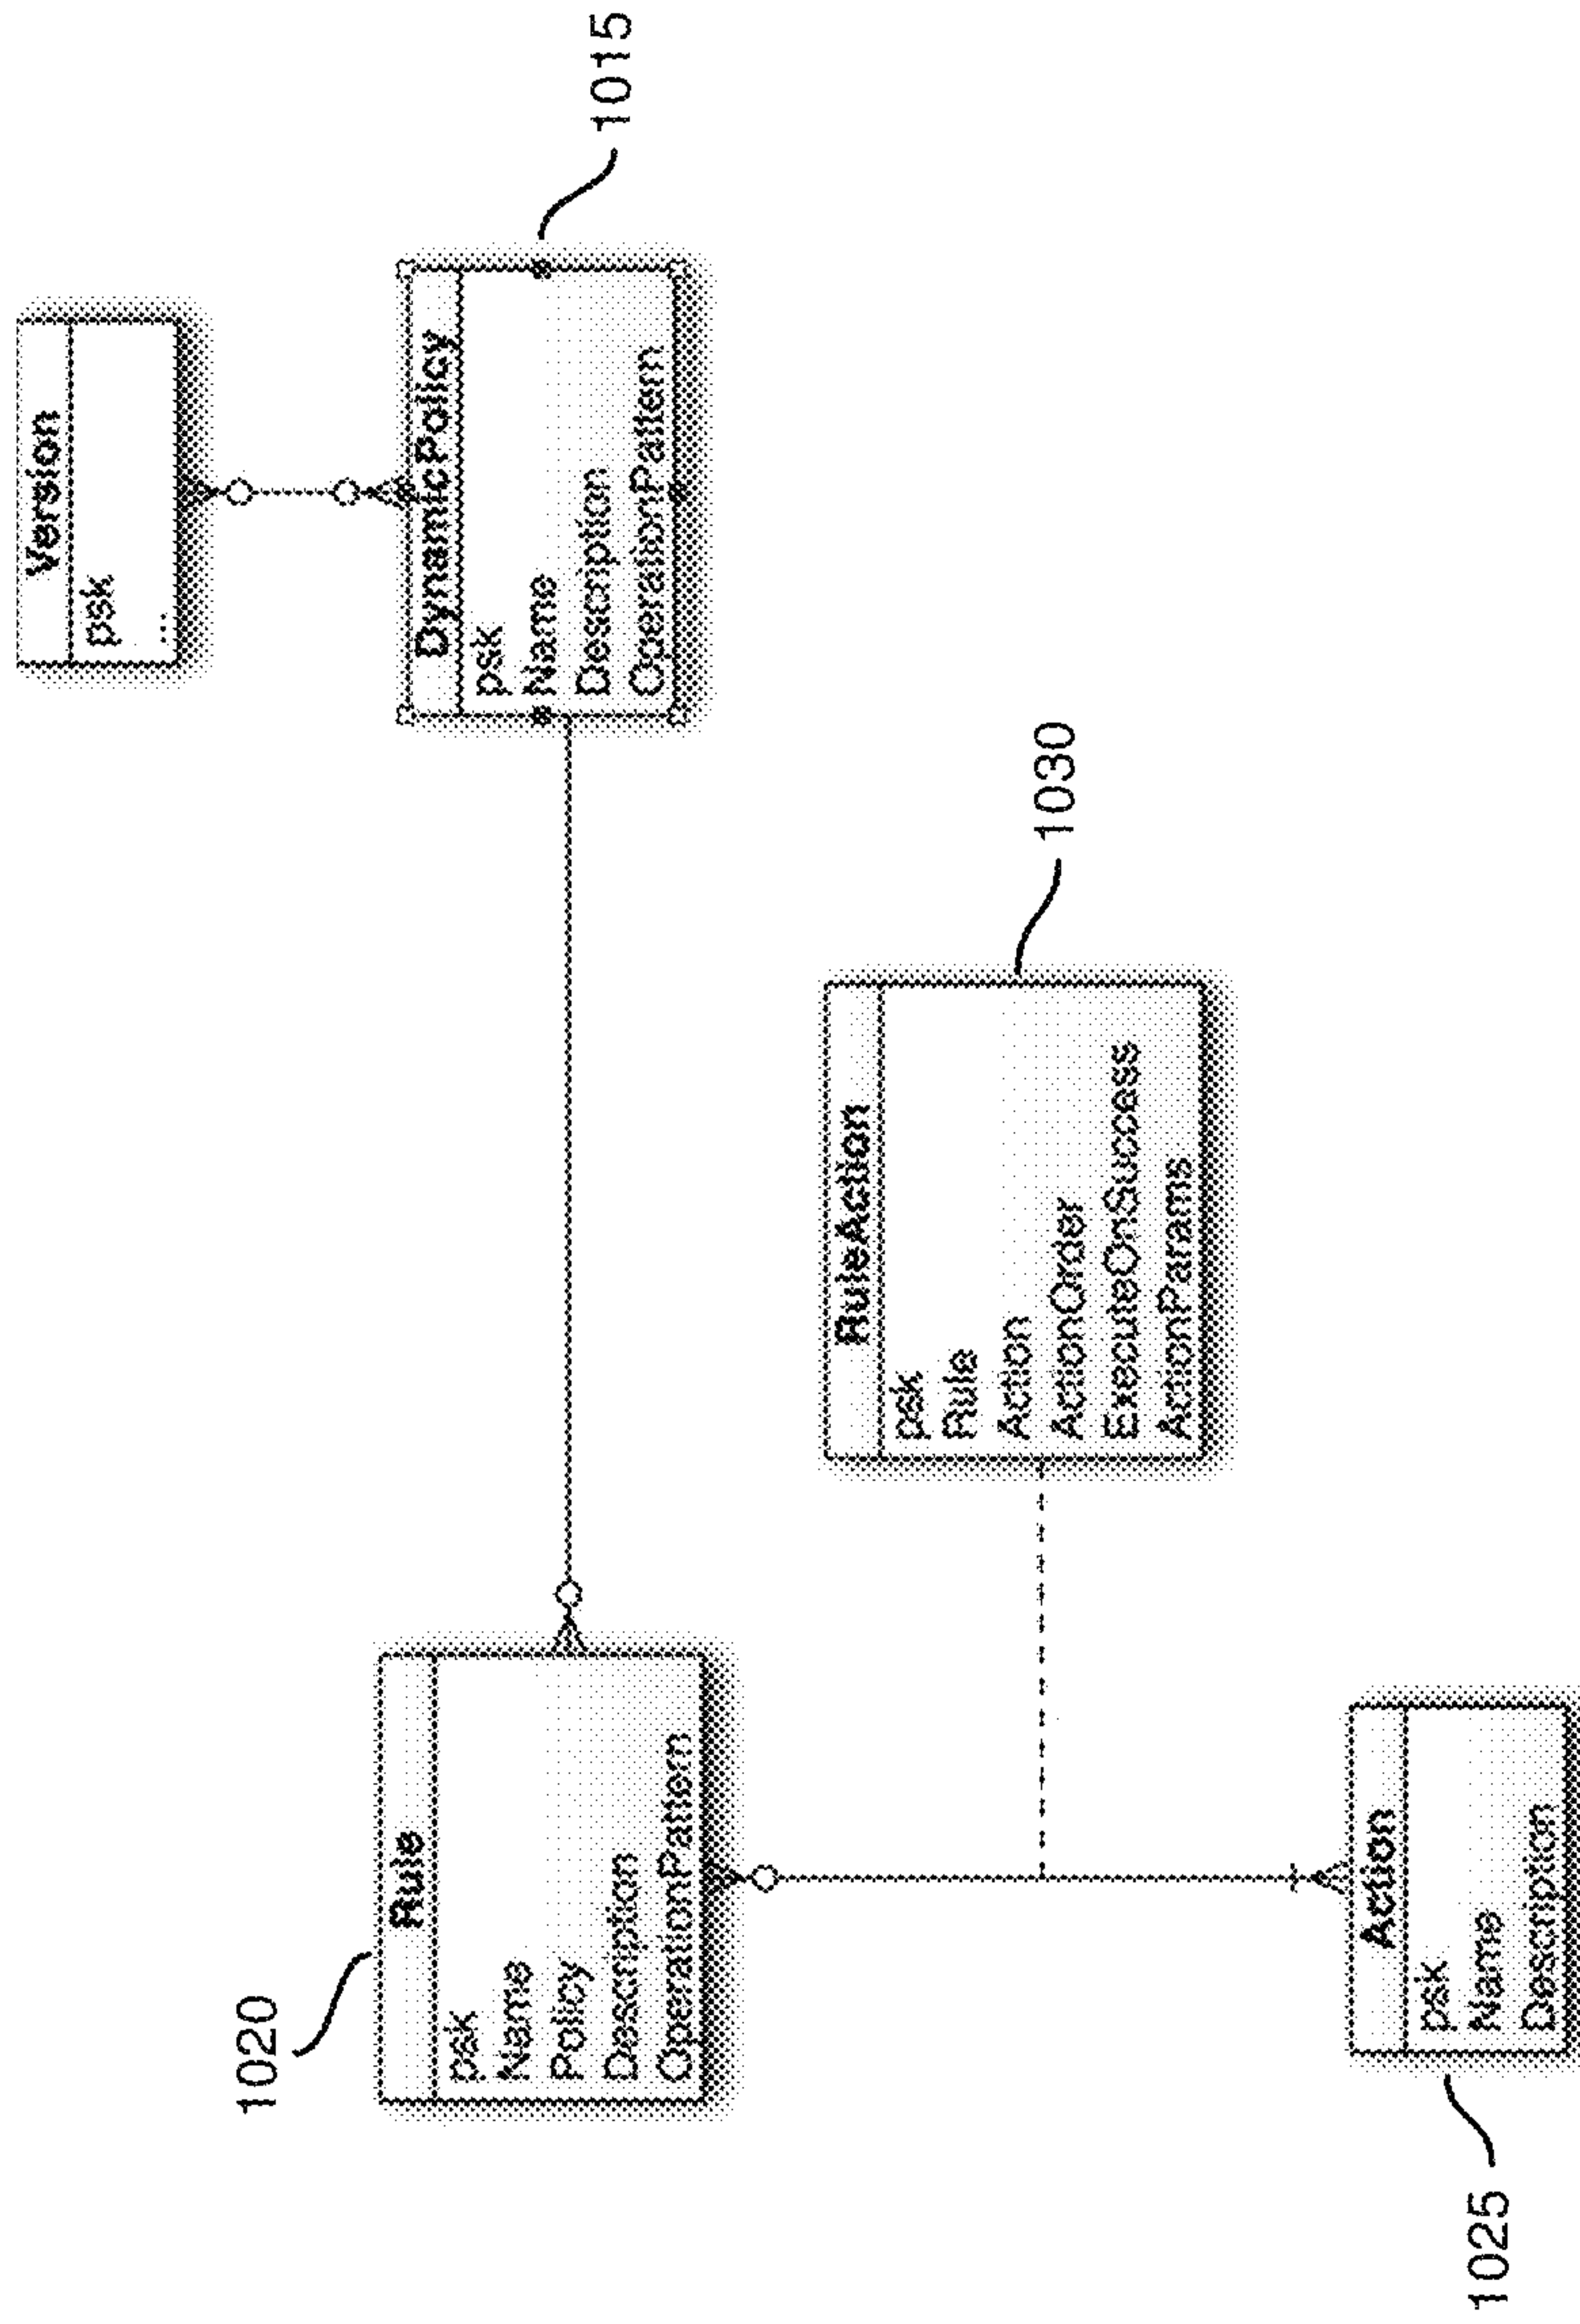 Version
psk
...
1015
DynamicPolicy
psk
Name
Description
OperationPattern
1020
Rule
psk
Name
Policy
Description
OperationPattern
1030
RuleAction
psk
Rule
Action
ActionOrder
ExecuteOnSuccess
ActionParams
1025
Action
psk
Name
Description